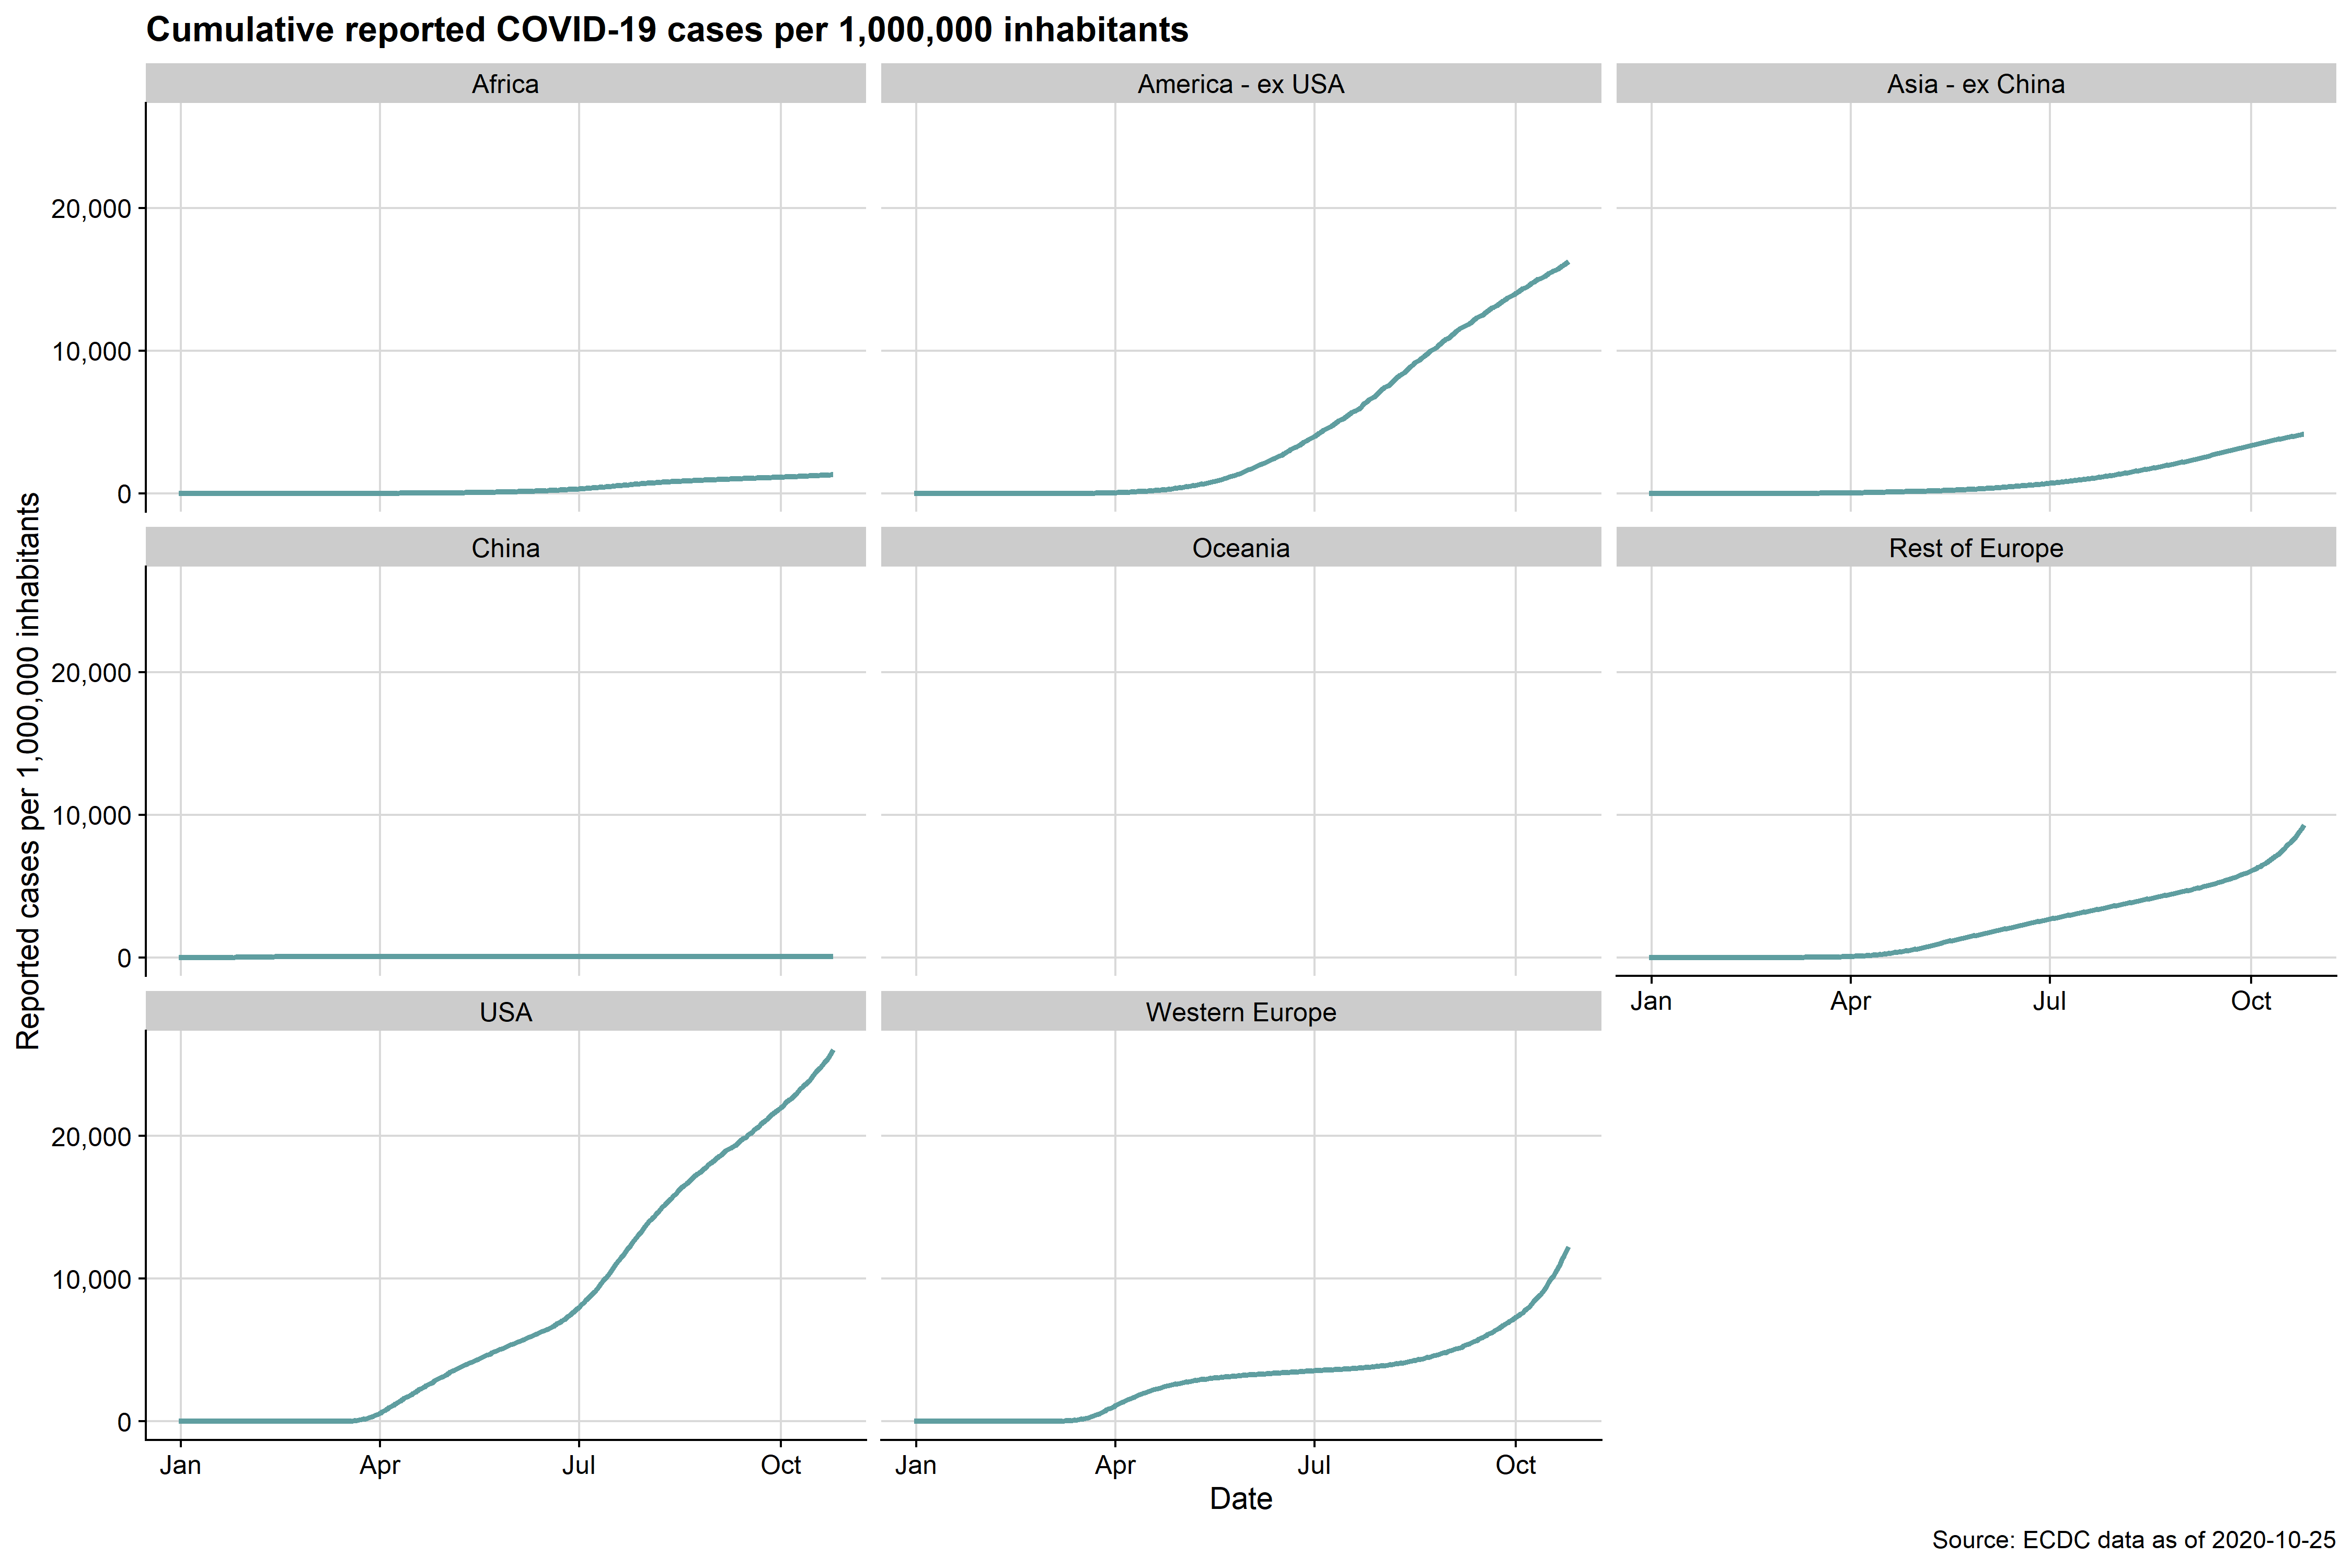 Cumulative reported COVID-19 cases per 1,000,000 inhabitants
Africa
America - ex USA
Asia - ex China
20,000
10,000
0
China
Oceania
Rest of Europe
Reported cases per 1,000,000 inhabitants
20,000
10,000
0
Jan Apr Jul Oct
USA
Western Europe
20,000
10,000
0
Jan Apr Jul Oct
Jan Apr Jul Oct
Date
Source: ECDC data as of 2020-10-25